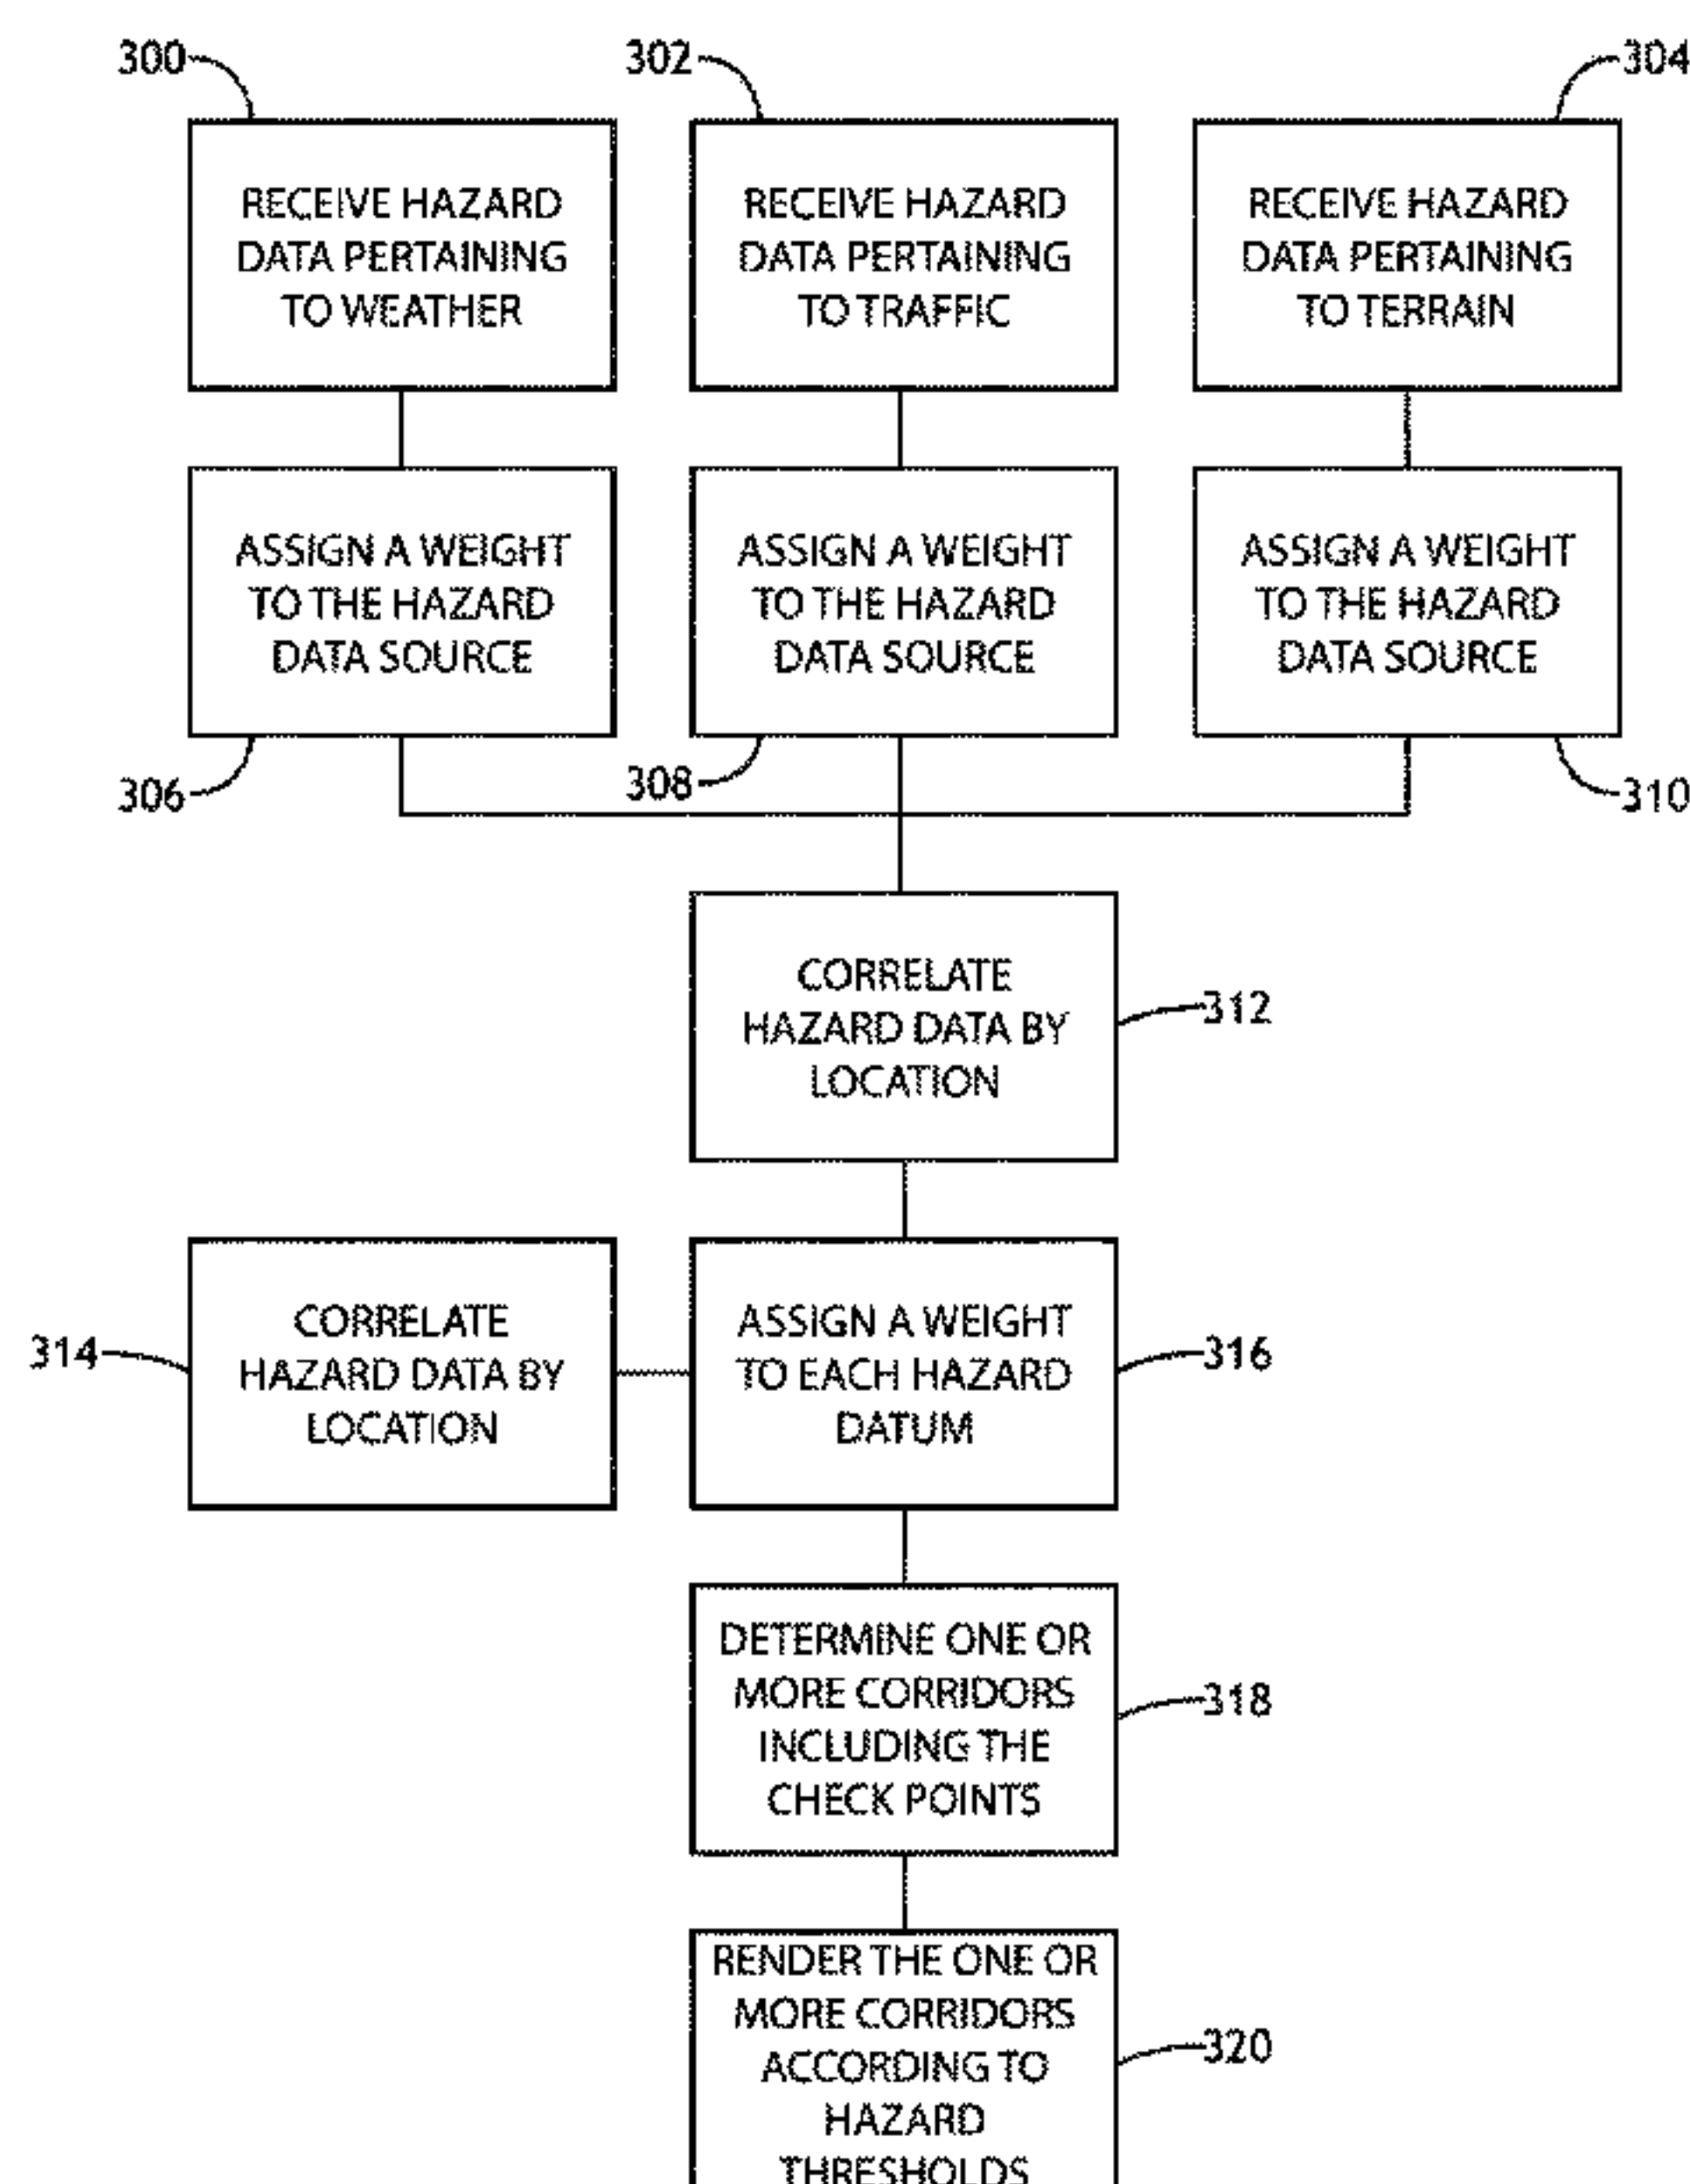 300
302
304
RECEIVE HAZARD
DATA PERTAINING
TO WEATHER
RECEIVE HAZARD
DATA PERTAINING
TO TRAFFIC
RECEIVE HAZARD
DATA PERTAINING
TO TERRAIN
ASSIGN A WEIGHT
TO THE HAZARD
DATA SOURCE
ASSIGN A WEIGHT
TO THE HAZARD
DATA SOURCE
ASSIGN A WEIGHT
TO THE HAZARD
DATA SOURCE
306
308
310
CORRELATE
HAZARD DATA BY
LOCATION
312
314
CORRELATE
HAZARD DATA BY
LOCATION
ASSIGN A WEIGHT
TO EACH HAZARD
DATUM
316
DETERMINE ONE OR
MORE CORRIDORS
INCLUDING THE
CHECK POINTS
318
RENDER THE ONE OR
MORE CORRIDORS
ACCORDING TO
HAZARD
THRESHOLDS
320